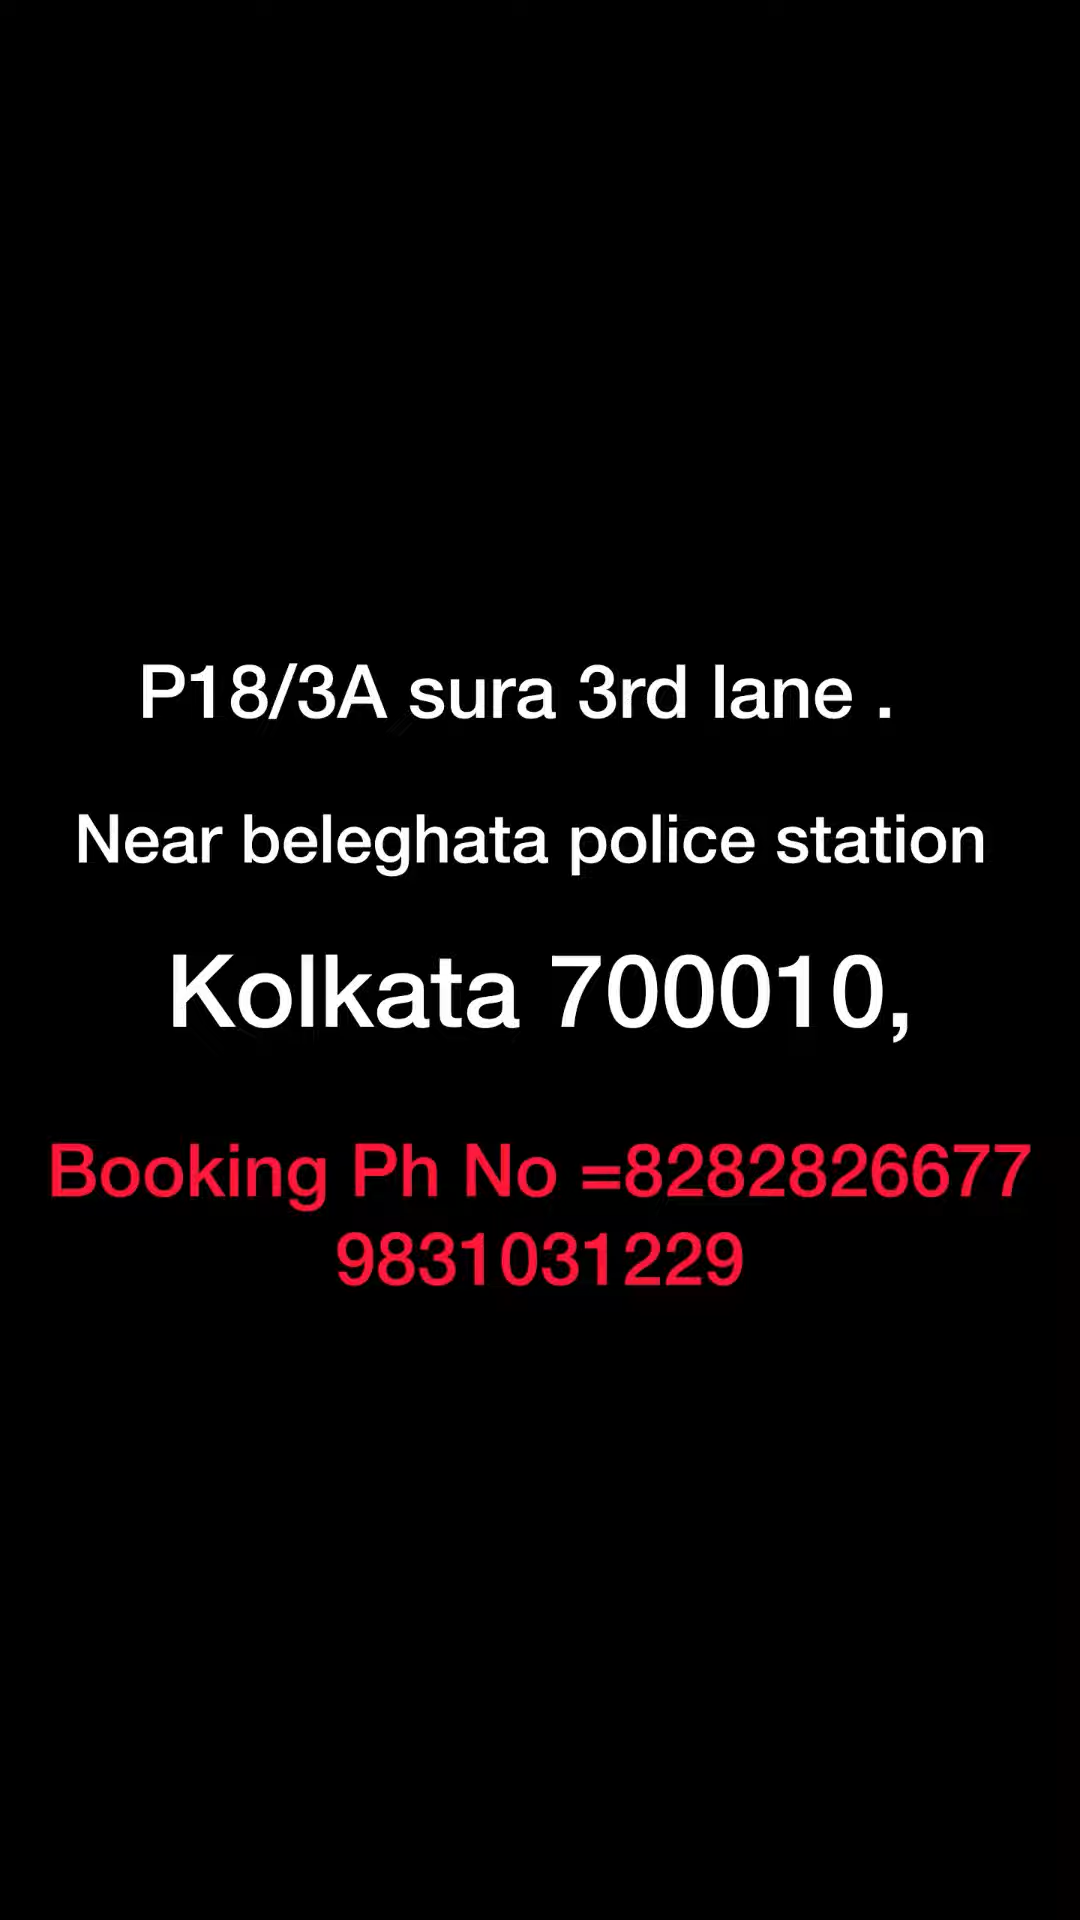 P18/3A sura 3rd lane .
Near beleghata police station
Kolkata 700010,
Booking Ph No =8282826677
9831031229